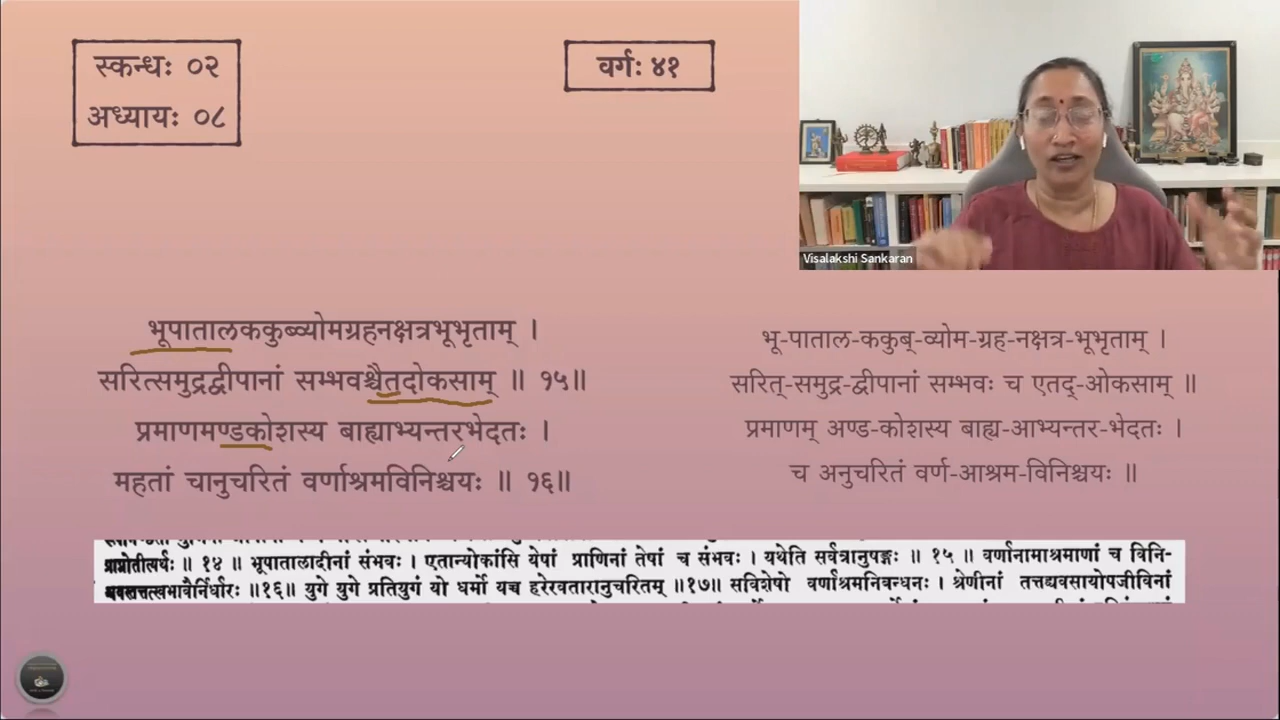 स्कन्धः ०२
अध्यायः ०८
वर्गः ४१
Visalakshi Sankaran
भूपातालककुब्व्योमग्रहनक्षत्रभूभृताम् ।
सरित्समुद्रद्वीपानां सम्भवश्चैतदोकसाम् ॥ १५॥
प्रमाणमण्डकोशस्य बाह्याभ्यन्तरभेदतः ।
महतां चानुचरितं वर्णाश्रमविनिश्चयः ॥ १६॥
भू-पाताल-ककुब्-व्योम-ग्रह-नक्षत्र-भूभृताम् ।
सरित्-समुद्र-द्वीपानां सम्भवः च एतद्-ओकसाम् ॥
प्रमाणम् अण्ड-कोशस्य बाह्य-आभ्यन्तर-भेदतः ।
च अनुचरितं वर्ण-आश्रम-विनिश्चयः ॥
॥ १४ ॥ भूपातालादीनां संभवः । एतान्योकांसि येषां प्राणिनां तेषां च संभवः । यथेति सर्वत्रानुषङ्गः ॥ १५ ॥ वर्णानामाश्रमाणां च विनि-
॥१६॥ युगे युगे प्रतियुगं यो धर्मो यच्च हरेरवतारानुचरितम् ॥१७॥ सविशेषो वर्णाश्रमनिबन्धनः । श्रेणीनां तत्तद्यवसायोपजीविनां